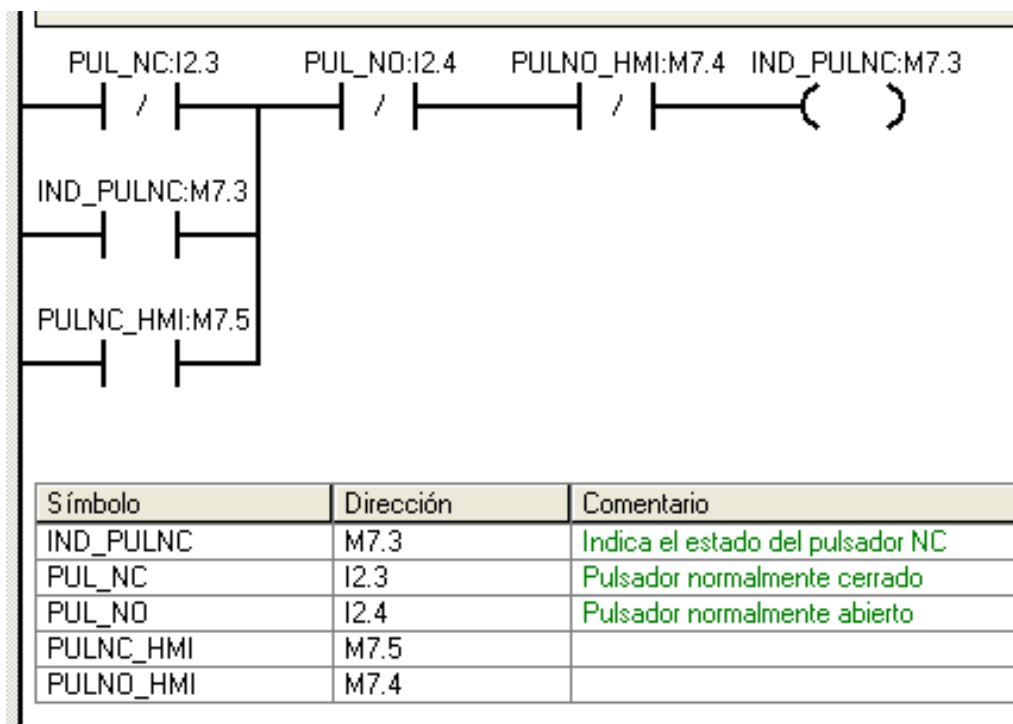 PUL_NC:I2.3 PUL_NO:I2.4 PULNO_HMI:M7.4 IND_PULNC:M7.3
IND_PULNC:M7.3
PULNC_HMI:M7.5
Símbolo Dirección Comentario
IND_PULNC M7.3 Indica el estado del pulsador NC
PUL_NC I2.3 Pulsador normalmente cerrado
PUL_NO I2.4 Pulsador normalmente abierto
PULNC_HMI M7.5
PULNO_HMI M7.4